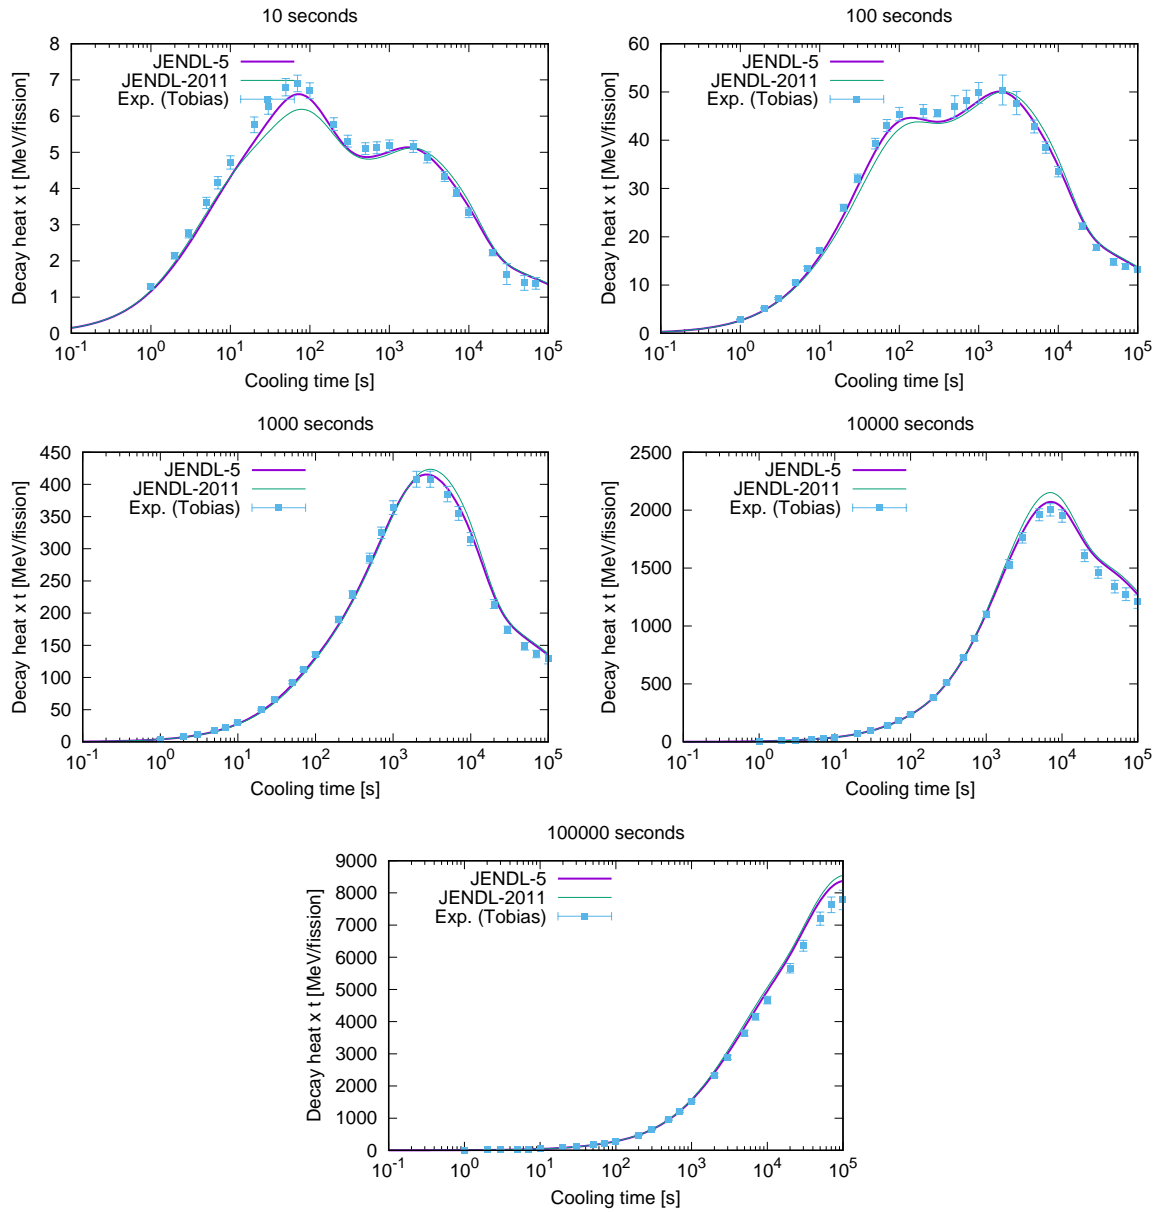 10 seconds
Decay heat x t [MeV/fission]
8
7
6
5
4
3
2
1
0
JENDL-5
JENDL-2011
Exp. (Tobias)
10-1 100 101 102 103 104 105
Cooling time [s]
100 seconds
Decay heat x t [MeV/fission]
60
50
40
30
20
10
0
JENDL-5
JENDL-2011
Exp. (Tobias)
10-1 100 101 102 103 104 105
Cooling time [s]
1000 seconds
Decay heat x t [MeV/fission]
450
400
350
300
250
200
150
100
50
0
JENDL-5
JENDL-2011
Exp. (Tobias)
10-1 100 101 102 103 104 105
Cooling time [s]
10000 seconds
Decay heat x t [MeV/fission]
2500
2000
1500
1000
500
0
JENDL-5
JENDL-2011
Exp. (Tobias)
10-1 100 101 102 103 104 105
Cooling time [s]
100000 seconds
Decay heat x t [MeV/fission]
9000
8000
7000
6000
5000
4000
3000
2000
1000
0
JENDL-5
JENDL-2011
Exp. (Tobias)
10-1 100 101 102 103 104 105
Cooling time [s]